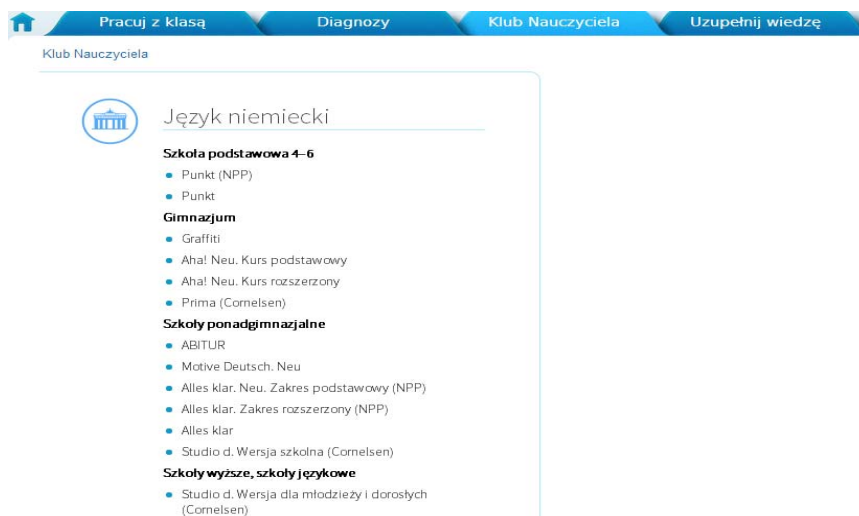 Pracuj z klasą Diagnozy Klub Nauczyciela Uzupełnij wiedzę
Klub Nauczyciela
Język niemiecki
Szkoła podstawowa 4–6
Punkt (NPP)
Punkt
Gimnazjum
Graffiti
Aha! Neu. Kurs podstawowy
Aha! Neu. Kurs rozszerzony
Prima (Cornelsen)
Szkoły ponadgimnazjalne
ABITUR
Motive Deutsch. Neu
Alles klar. Neu. Zakres podstawowy (NPP)
Alles klar. Zakres rozszerzony (NPP)
Alles klar
Studio d. Wersja szkolna (Cornelsen)
Szkoły wyższe, szkoły językowe
Studio d. Wersja dla młodzieży i dorosłych
(Cornelsen)